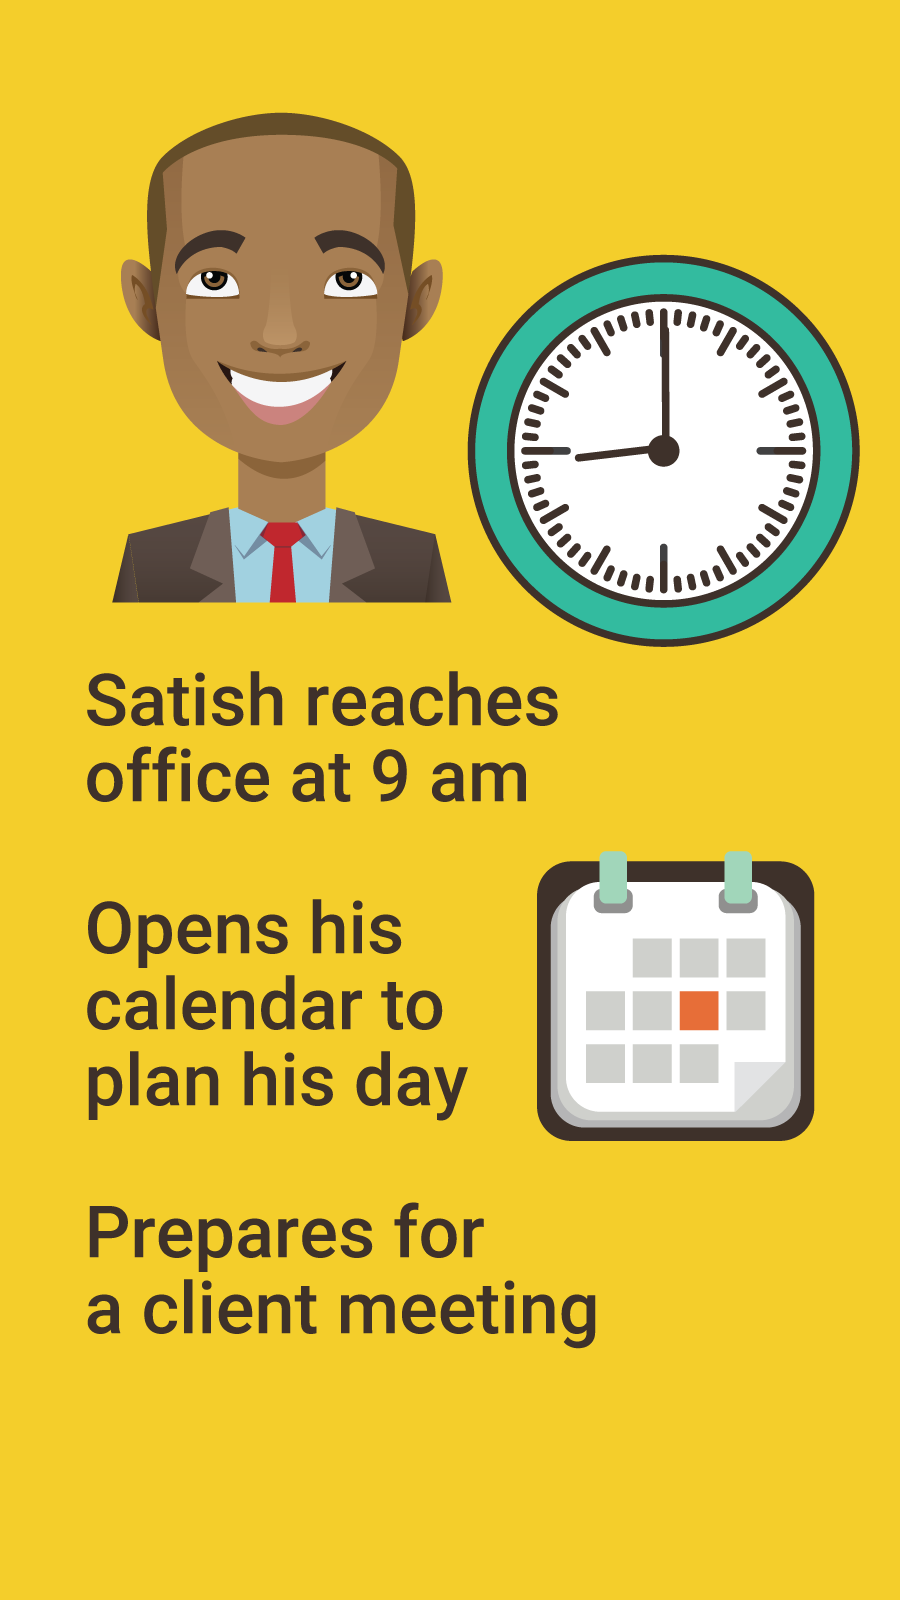 Satish reaches
office at 9 am
Opens his
calendar to
plan his day
Prepares for
a client meeting